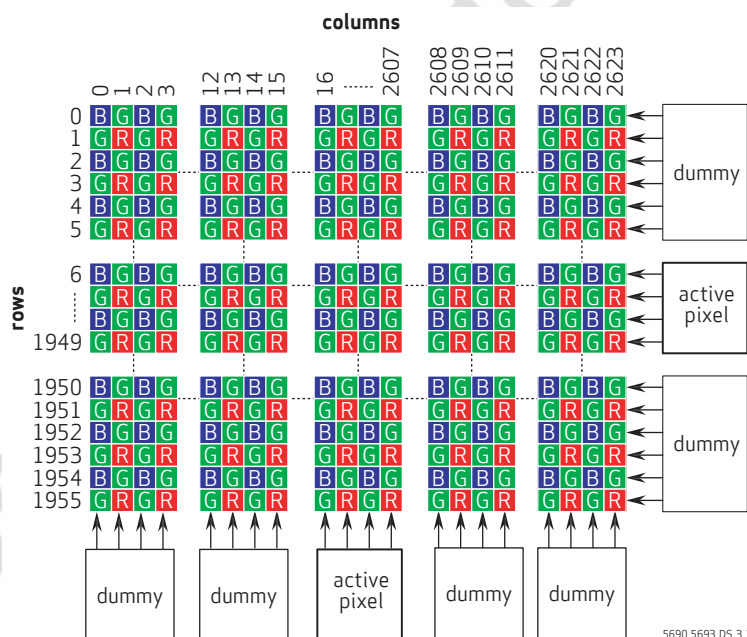 columns
0 1 2 3 12 13 14 15 16 ...... 2607 2608 2609 2610 2611 2620 2621 2622 2623
0 B G B G B G B G B G B G B G B G B G B G
1 G R G R G R G R G R G R G R G R G R G R
2 B G B G B G B G B G B G B G B G B G B G
3 G R G R G R G R G R G R G R G R G R G R
4 B G B G B G B G B G B G B G B G B G B G
5 G R G R G R G R G R G R G R G R G R G R
dummy
rows
6 B G B G B G B G B G B G B G B G B G B G
G R G R G R G R G R G R G R G R G R G R
B G B G B G B G B G B G B G B G B G B G
1949 G R G R G R G R G R G R G R G R G R G R
active
pixel
1950 B G B G B G B G B G B G B G B G B G B G
1951 G R G R G R G R G R G R G R G R G R G R
1952 B G B G B G B G B G B G B G B G B G B G
1953 G R G R G R G R G R G R G R G R G R G R
1954 B G B G B G B G B G B G B G B G B G B G
1955 G R G R G R G R G R G R G R G R G R G R
dummy
dummy dummy active pixel dummy dummy